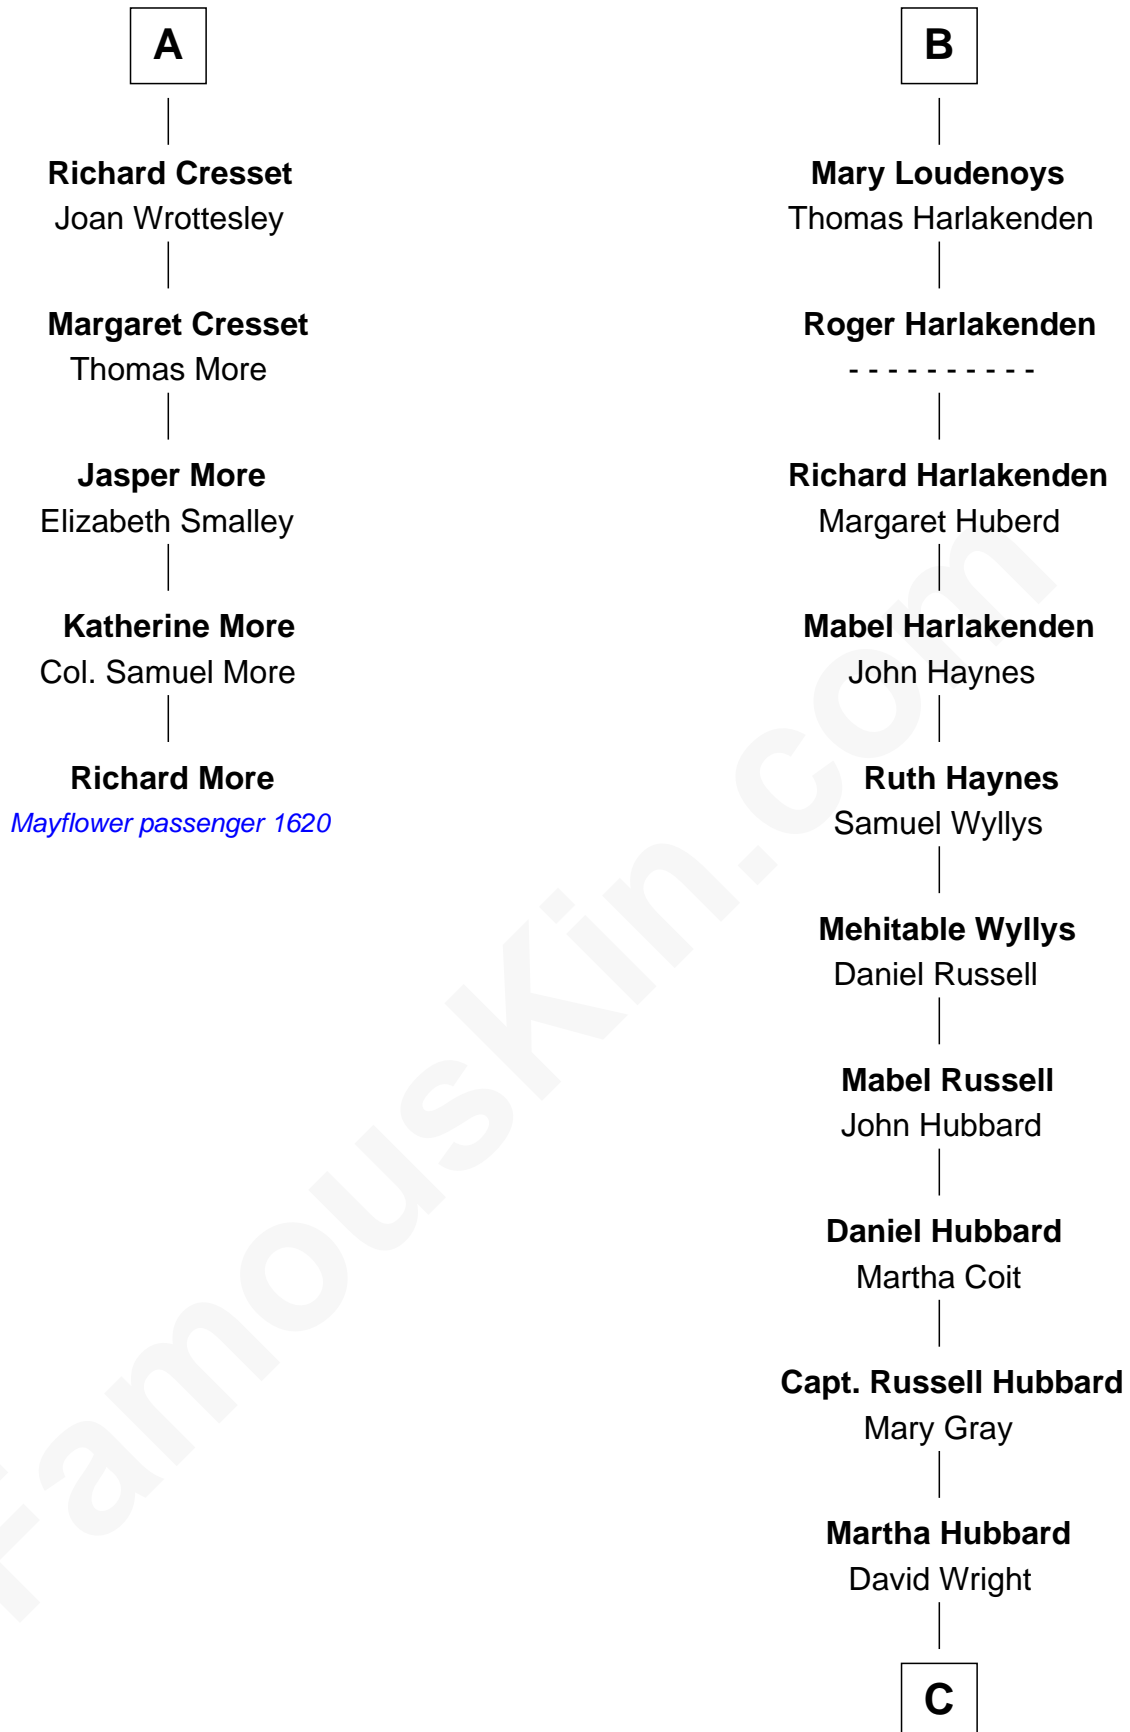 A
Richard Cresset
Joan Wrottesley
Margaret Cresset
Thomas More
Jasper More
Elizabeth Smalley
Katherine More
Col. Samuel More
Richard More
Mayflower passenger 1620
B
Mary Loudenoys
Thomas Harlakenden
Roger Harlakenden
- - - - - - - - - -
Richard Harlakenden
Margaret Huberd
Mabel Harlakenden
John Haynes
Ruth Haynes
Samuel Wyllys
Mehitable Wyllys
Daniel Russell
Mabel Russell
John Hubbard
Daniel Hubbard
Martha Coit
Capt. Russell Hubbard
Mary Gray
Martha Hubbard
David Wright
C
FamousKin.com